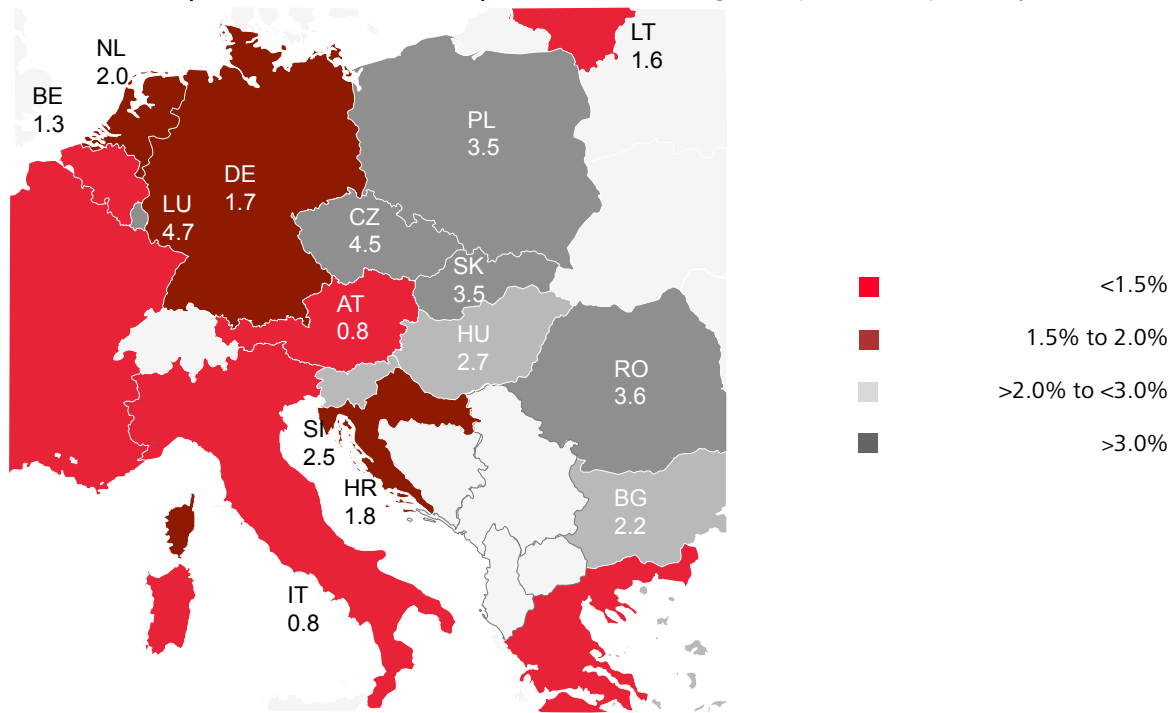 LT
1.6
NL
2.0
BE
1.3
PL
3.5
DE
1.7
LU
4.7
CZ
4.5
SK
3.5
AT
0.8
HU
2.7
RO
3.6
SI
2.5
HR
1.8
BG
2.2
IT
0.8
<1.5%
1.5% to 2.0%
>2.0% to <3.0%
>3.0%